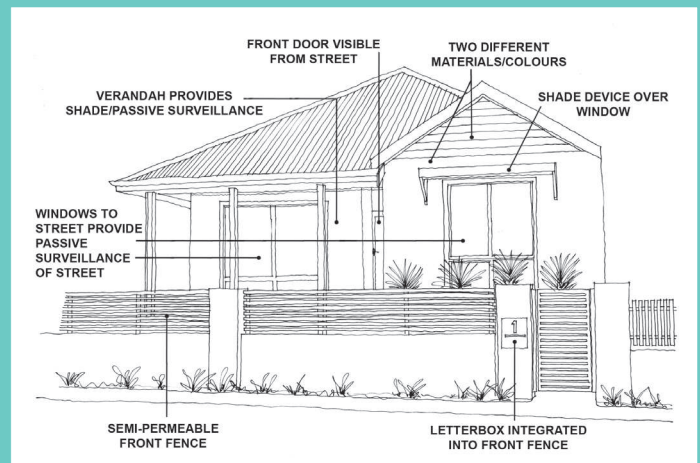 FRONT DOOR VISIBLE
FROM STREET
TWO DIFFERENT
MATERIALS/COLOURS
VERANDAH PROVIDES
SHADE/PASSIVE SURVEILLANCE
SHADE DEVICE OVER
WINDOW
WINDOWS TO
STREET PROVIDE
PASSIVE
SURVEILLANCE
OF STREET
1
SEMI-PERMEABLE
FRONT FENCE
LETTERBOX INTEGRATED
INTO FRONT FENCE